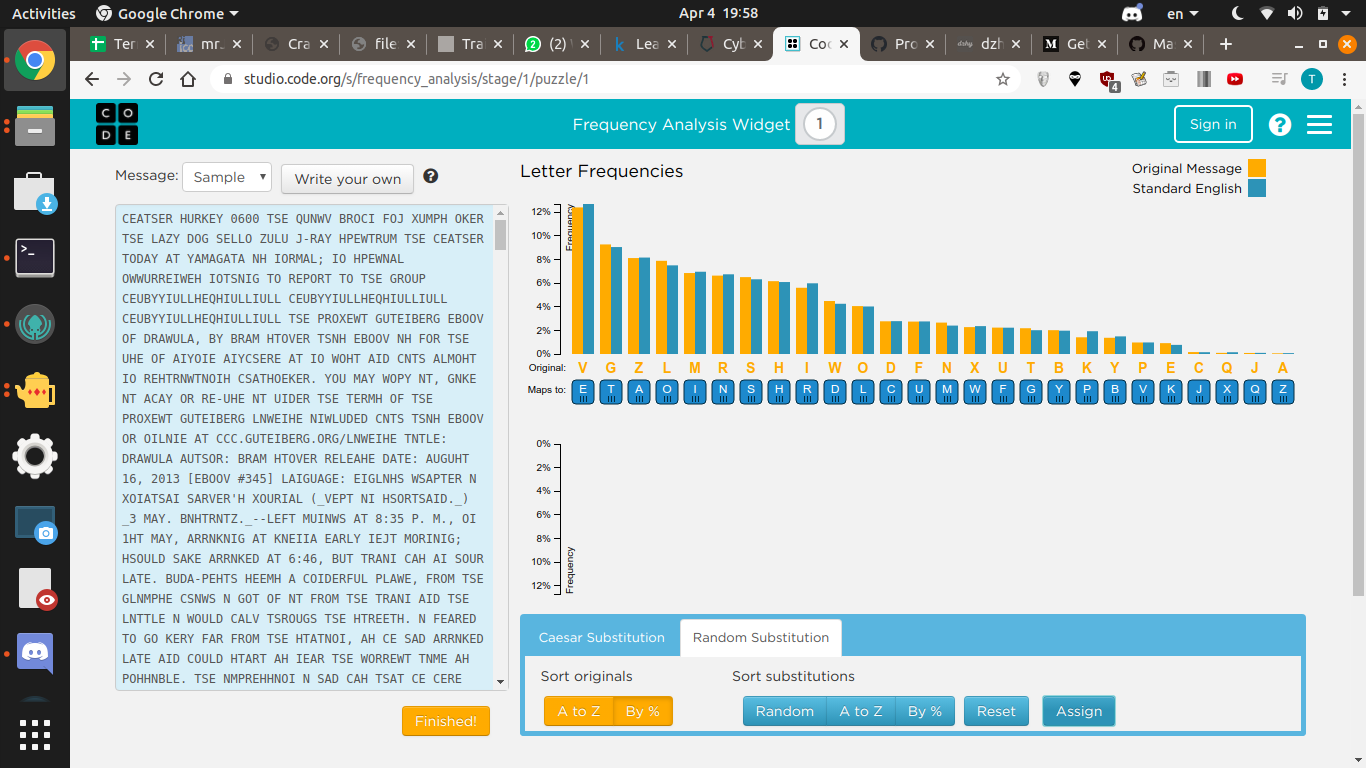 Activities
Google Chrome
Apr 4 19:58
en
Ter
mr.
Cra
file
Tra
(2)
Lea
Cyb
Coc
Pro
dzh
Get
Ma
studio.code.org/s/frequency_analysis/stage/1/puzzle/1
4
T
C O
D E
Frequency Analysis Widget
1
Sign in
Message:
Sample
Write your own
CEATSER HURKEY 0600 TSE QUNWV BROCI FOJ XUMPH OKER
TSE LAZY DOG SELLO ZULU J-RAY HPEWTRUM TSE CEATSER
TODAY AT YAMAGATA NH IORMAL; IO HPEWNAL
OWWURREIWEH IOTSNIG TO REPORT TO TSE GROUP
CEUBYYIULLHEQHIULLIULL CEUBYYIULLHEQHIULLIULL
CEUBYYIULLHEQHIULLIULL TSE PROXEWT GUTEIBERG EBOOV
OF DRAWULA, BY BRAM HTOVER TSNH EBOOV NH FOR TSE
UHE OF AIYOIE AIYCSERE AT IO WOHT AID CNTS ALMOHT
IO REHTRNWTNOIH CSATHOEKER. YOU MAY WOPY NT, GNKE
NT ACAY OR RE-UHE NT UIDER TSE TERMH OF TSE
PROXEWT GUTEIBERG LNWEIHE NIWLUDED CNTS TSNH EBOOV
OR OILNIE AT CCC.GUTEIBERG.ORG/LNWEIHE TNTLE:
DRAWULA AUTSOR: BRAM HTOVER RELEAHE DATE: AUGUHT
16, 2013 [EBOOV #345] LAIGUAGE: EIGLNHS WSAPTER N
XOIATSAI SARVER'H XOURIAL (_VEPT NI HSORTSAID._)
_3 MAY. BNHTRNTZ._--LEFT MUINWS AT 8:35 P. M., OI
1HT MAY, ARRNKNIG AT KNEIIA EARLY IEJT MORINIG;
HSOULD SAKE ARRNKED AT 6:46, BUT TRANI CAH AI SOUR
LATE. BUDA-PEHTS HEEMH A COIDERFUL PLAWE, FROM TSE
GLNMPHE CSNWS N GOT OF NT FROM TSE TRANI AID TSE
LNTTLE N WOULD CALV TSROUGS TSE HTREETH. N FEARED
TO GO KERY FAR FROM TSE HTATNOI, AH CE SAD ARRNKED
LATE AID COULD HTART AH IEAR TSE WORREWT TNME AH
POHHNBLE. TSE NMPREHHNOI N SAD CAH TSAT CE CERE
Finished!
Letter Frequencies
Original Message
Standard English
12%
10%
8%
6%
4%
2%
0%
Frequency
Original: V G Z L M R S H I W O D F N X U T B K Y P E C Q J A
Maps to: E T A O I N S H R D L C U M W F G Y P B V K J X Q Z
0%
2%
4%
6%
8%
10%
12%
Frequency
Caesar Substitution
Random Substitution
Sort originals
Sort substitutions
A to Z
By %
Random
A to Z
By %
Reset
Assign